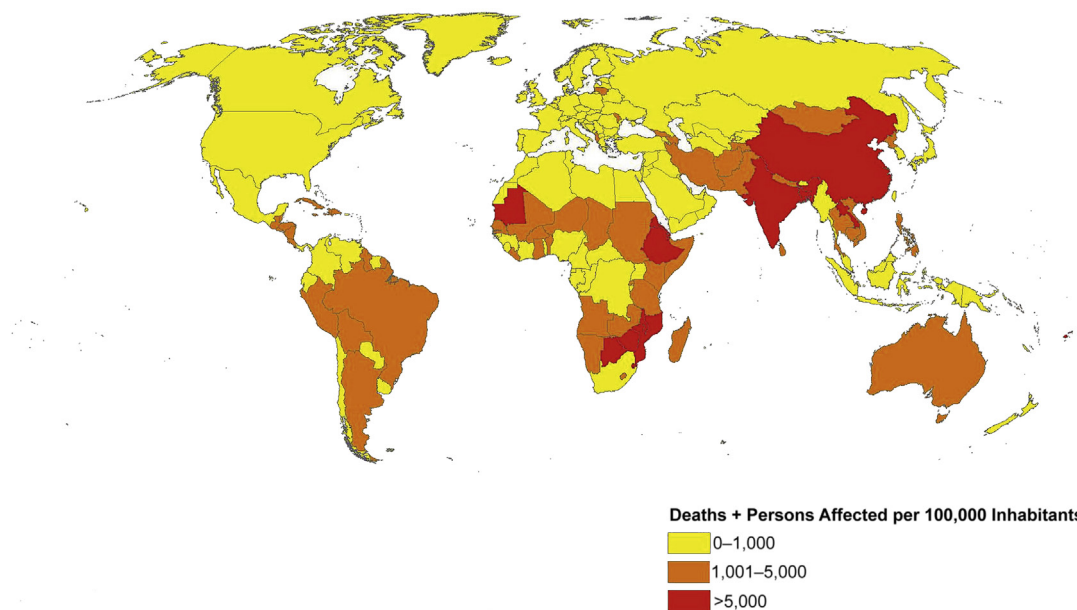 Deaths + Persons Affected per 100,000 Inhabitants
0–1,000
1,001–5,000
>5,000